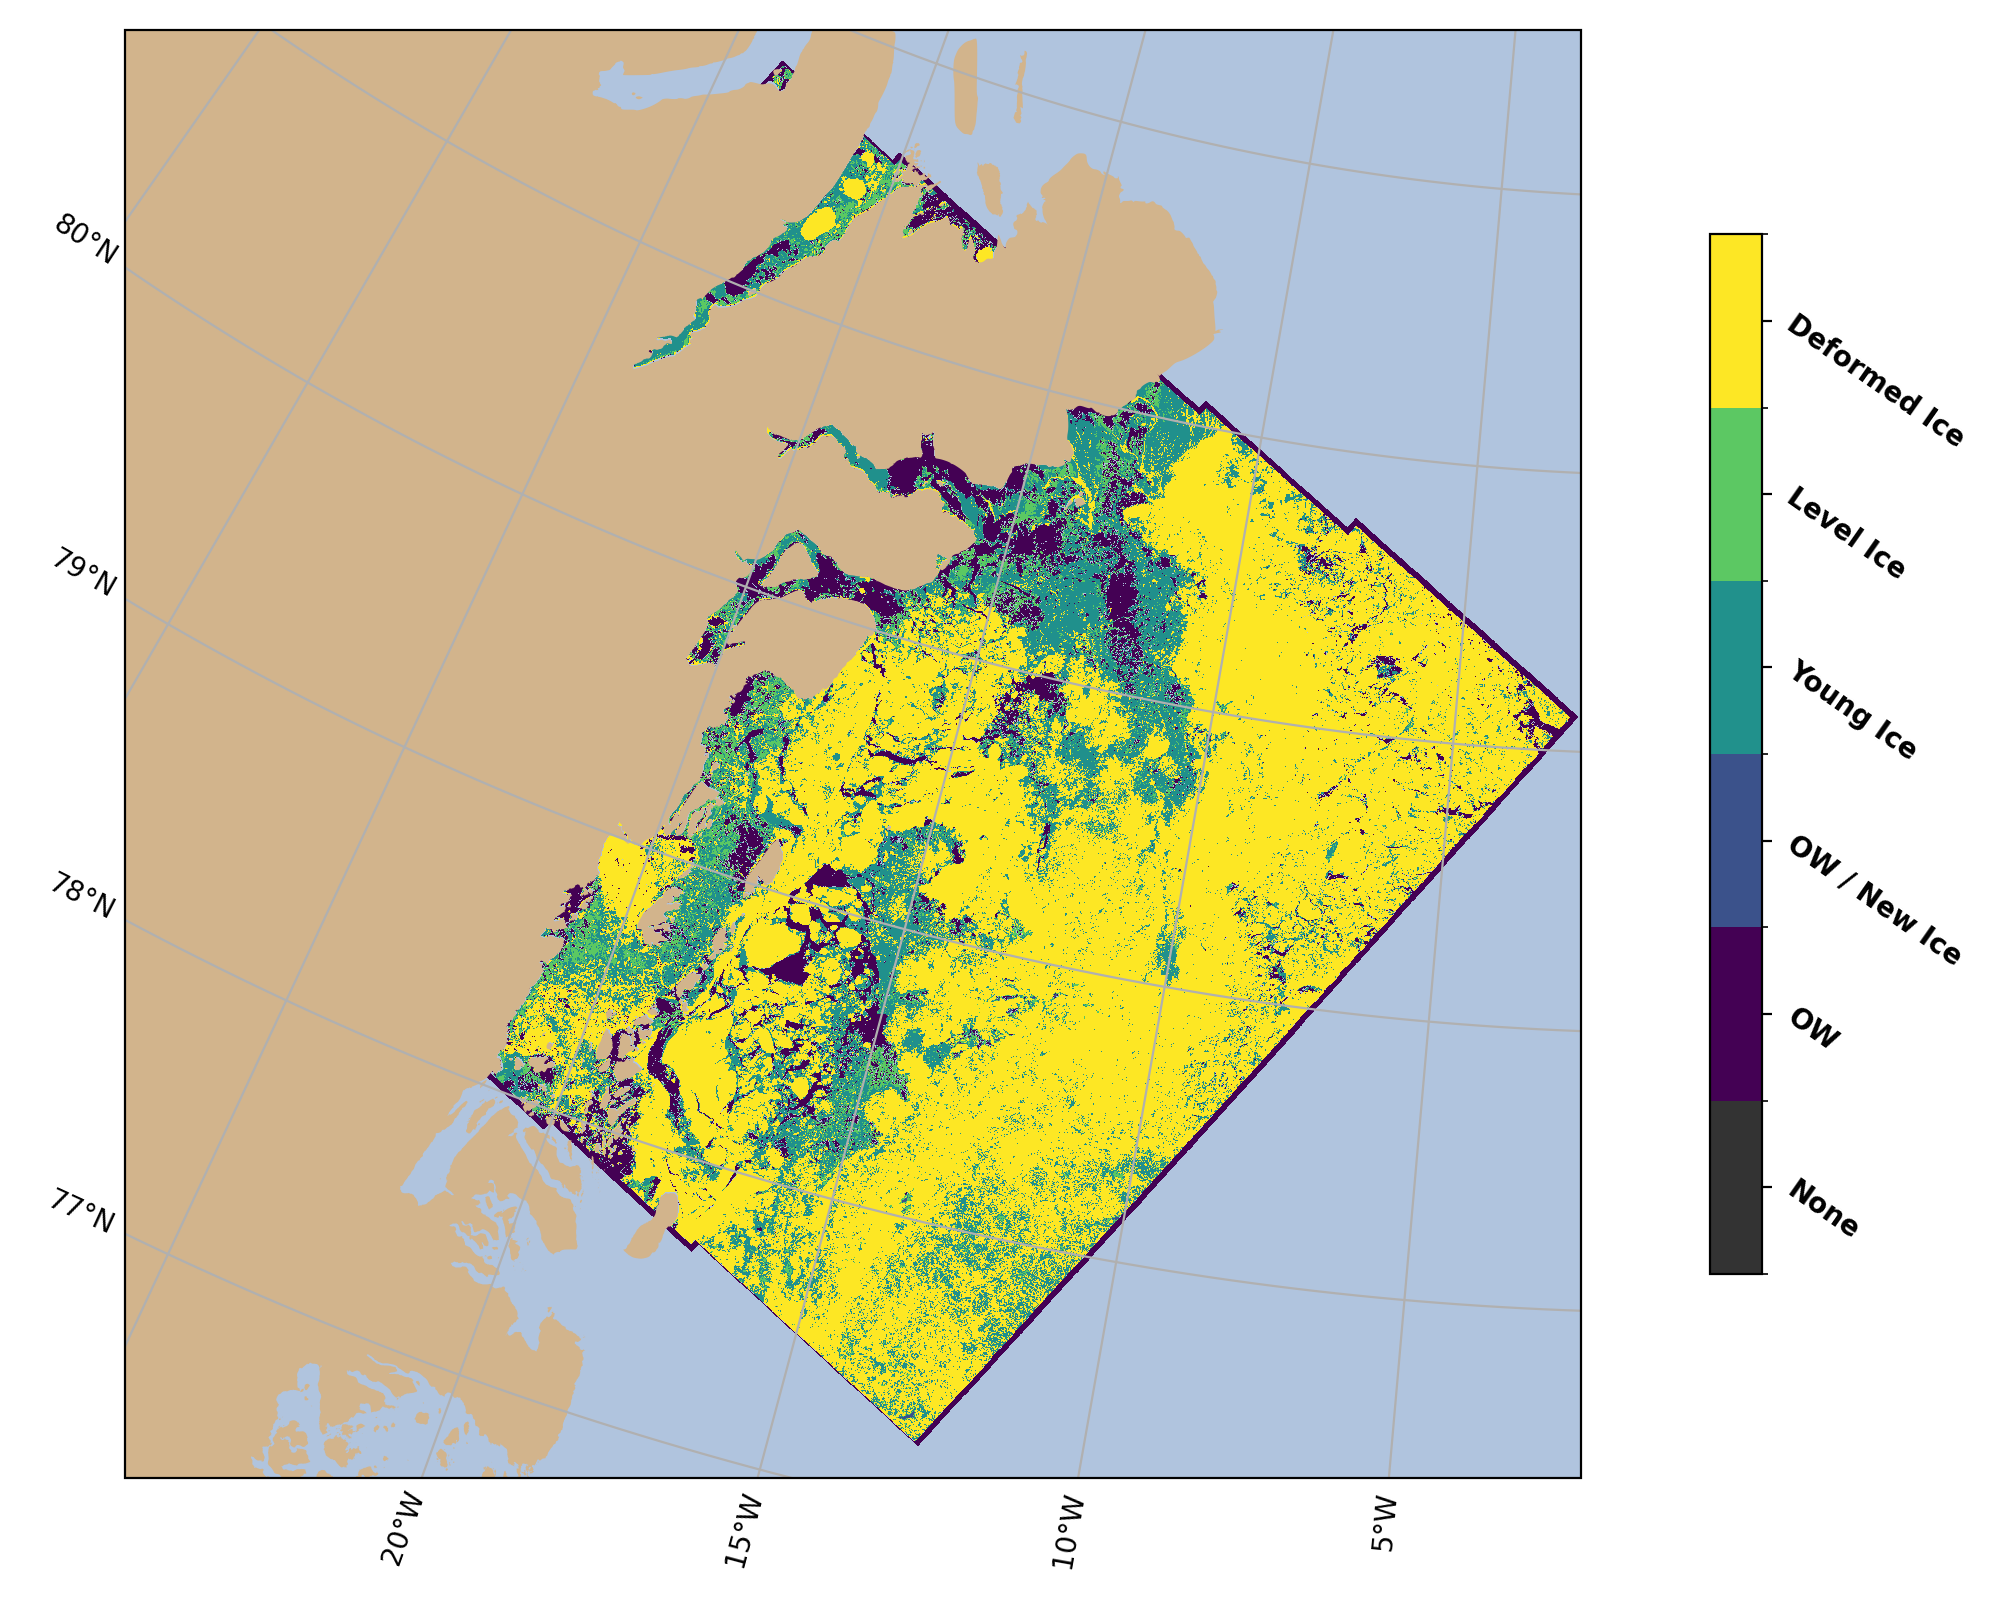 80°N
79°N
78°N
77°N
20°W
15°W
10°W
5°W
Deformed Ice
Level Ice
Young Ice
OW / New Ice
OW
None